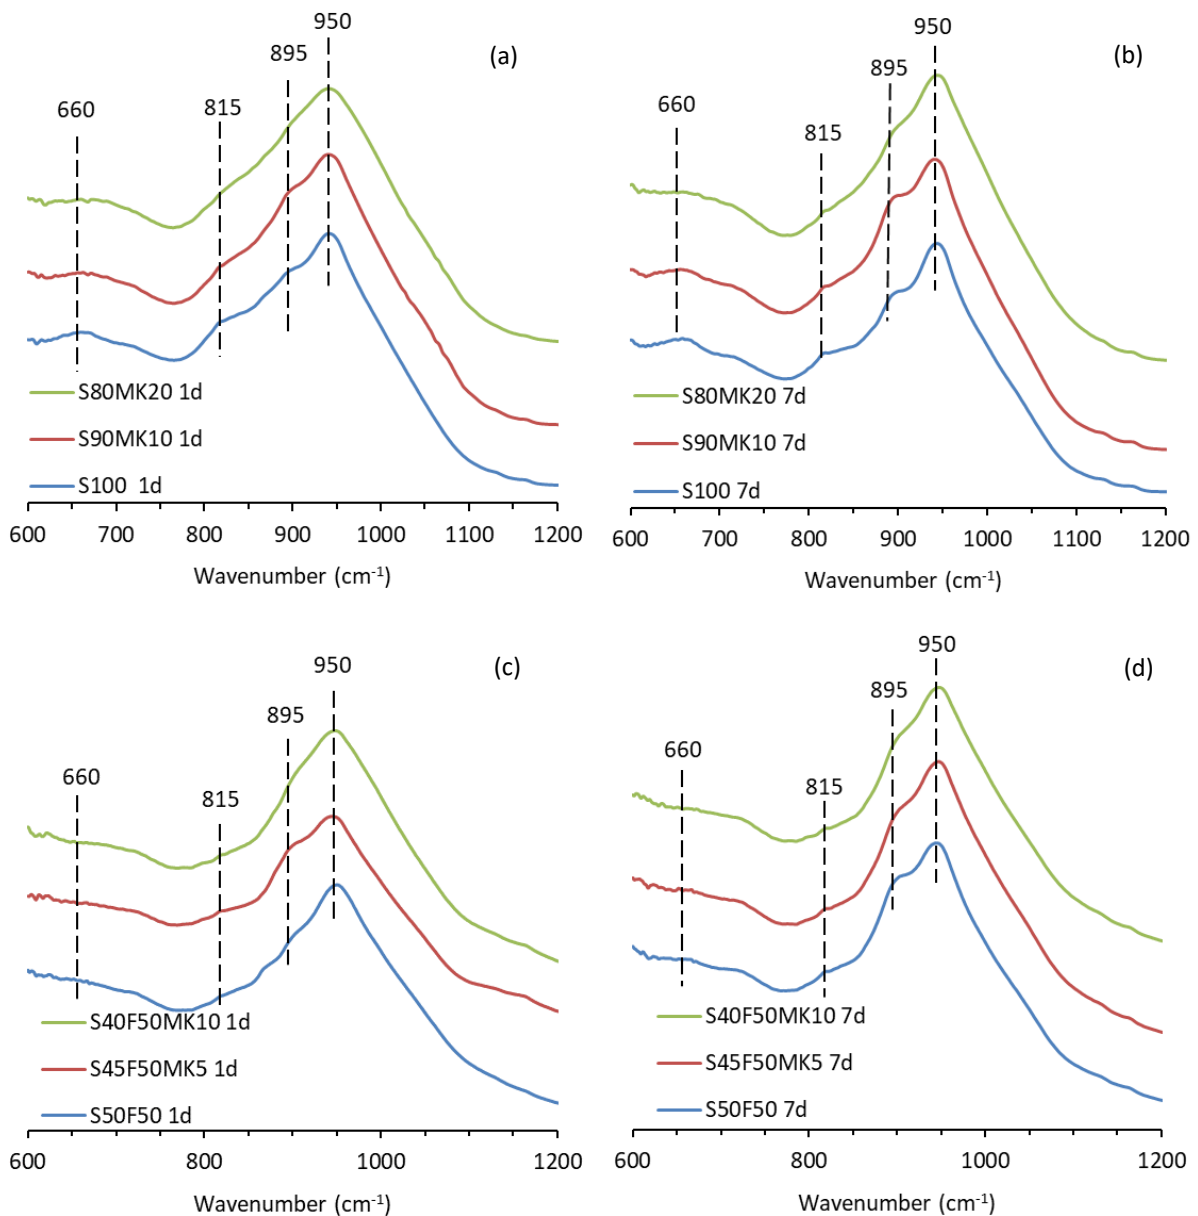 950
895
(a)
660
815
S80MK20 1d
S90MK10 1d
S100 1d
600 700 800 900 1000 1100 1200
Wavenumber (cm-1)
950
(b)
895
660
815
S80MK20 7d
S90MK10 7d
S100 7d
600 700 800 900 1000 1100 1200
Wavenumber (cm-1)
950
(c)
895
660
815
S40F50MK10 1d
S45F50MK5 1d
S50F50 1d
600 800 1000 1200
Wavenumber (cm-1)
950
(d)
895
660
815
S40F50MK10 7d
S45F50MK5 7d
S50F50 7d
600 800 1000 1200
Wavenumber (cm-1)